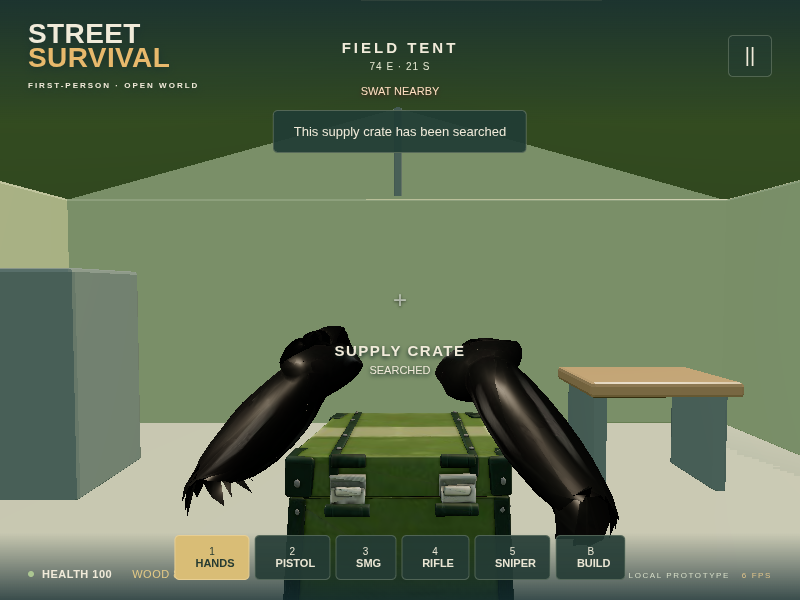 STREET
SURVIVAL
FIRST-PERSON · OPEN WORLD
FIELD TENT
74 E · 21 S
SWAT NEARBY
||
This supply crate has been searched
+
SUPPLY CRATE
SEARCHED
HEALTH 100
WOOD
1
HANDS
2
PISTOL
3
SMG
4
RIFLE
5
SNIPER
B
BUILD
LOCAL PROTOTYPE
6 FPS